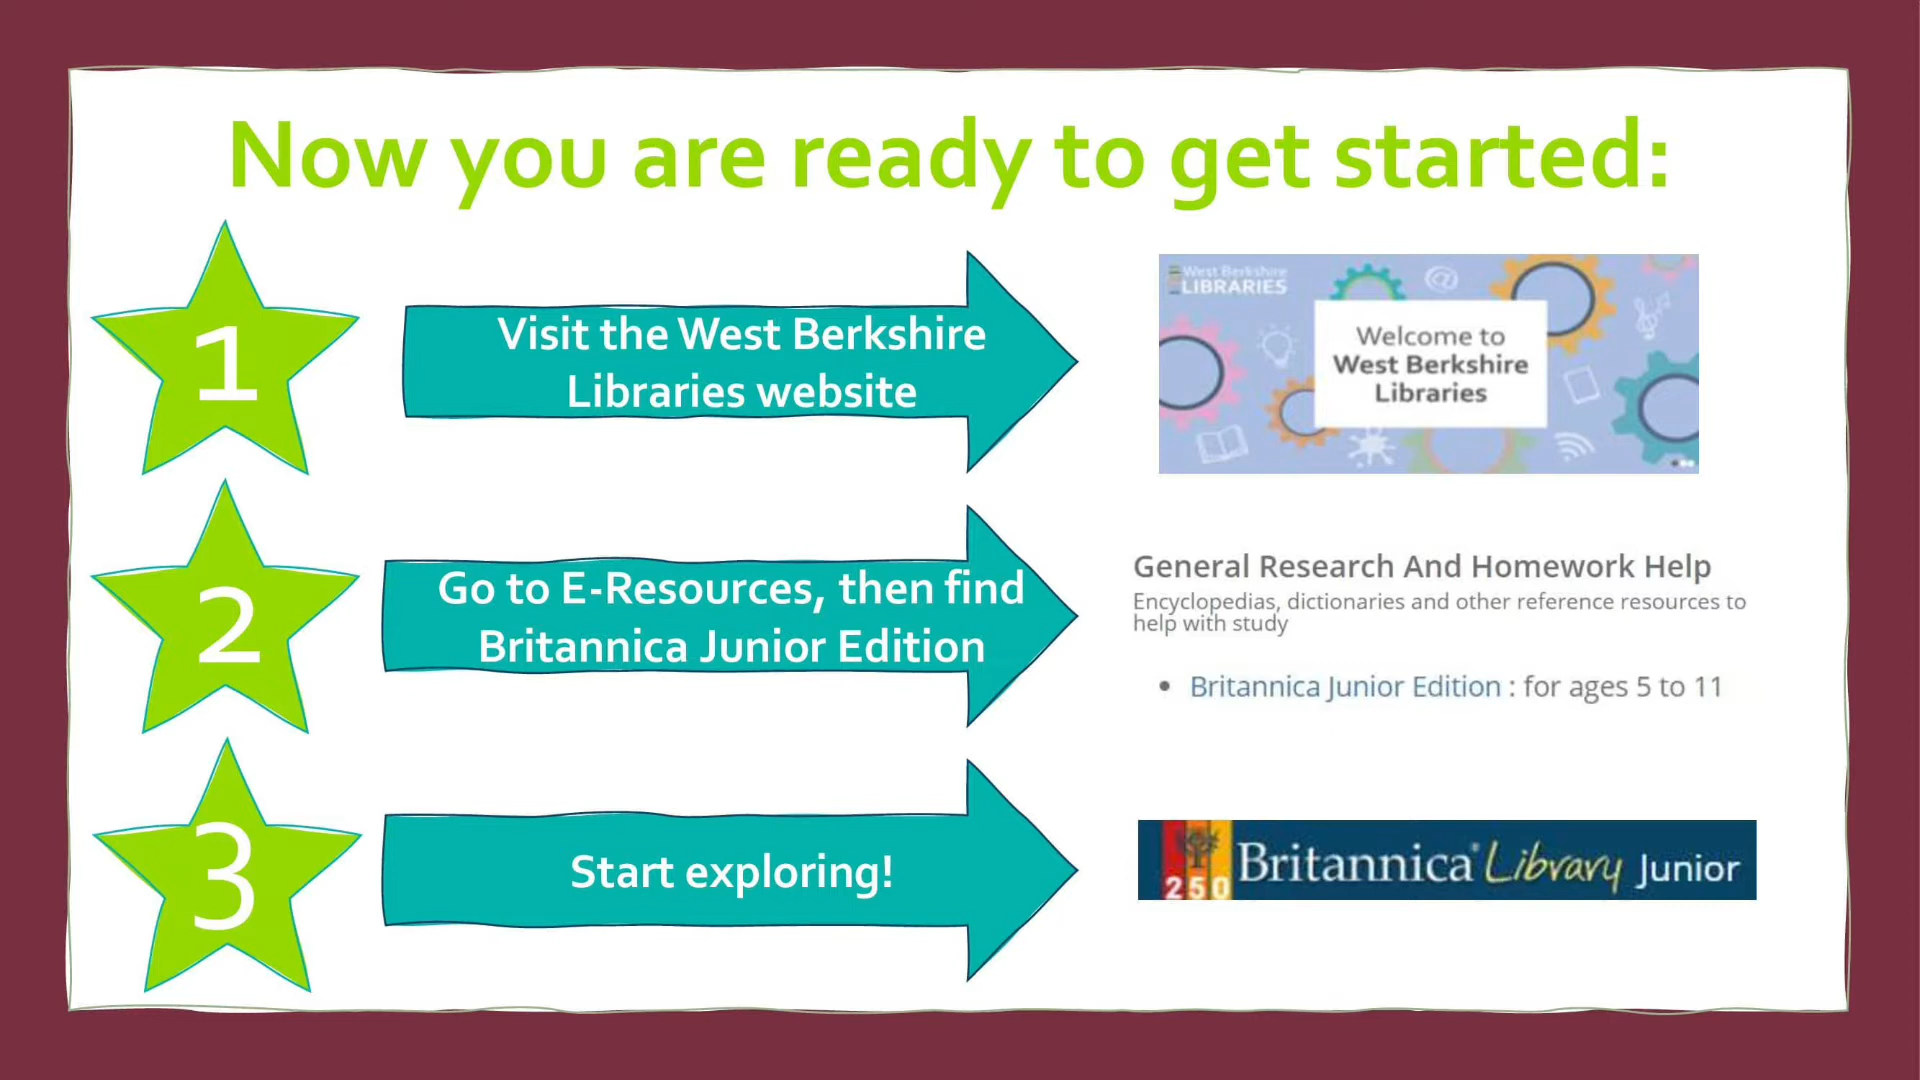 Now you are ready to get started:
1
Visit the West Berkshire
Libraries website
West Berkshire
LIBRARIES
@
Welcome to
West Berkshire
Libraries
2
Go to E-Resources, then find
Britannica Junior Edition
General Research And Homework Help
Encyclopedias, dictionaries and other reference resources to
help with study
• Britannica Junior Edition : for ages 5 to 11
3
Start exploring!
250 Britannica® Library Junior